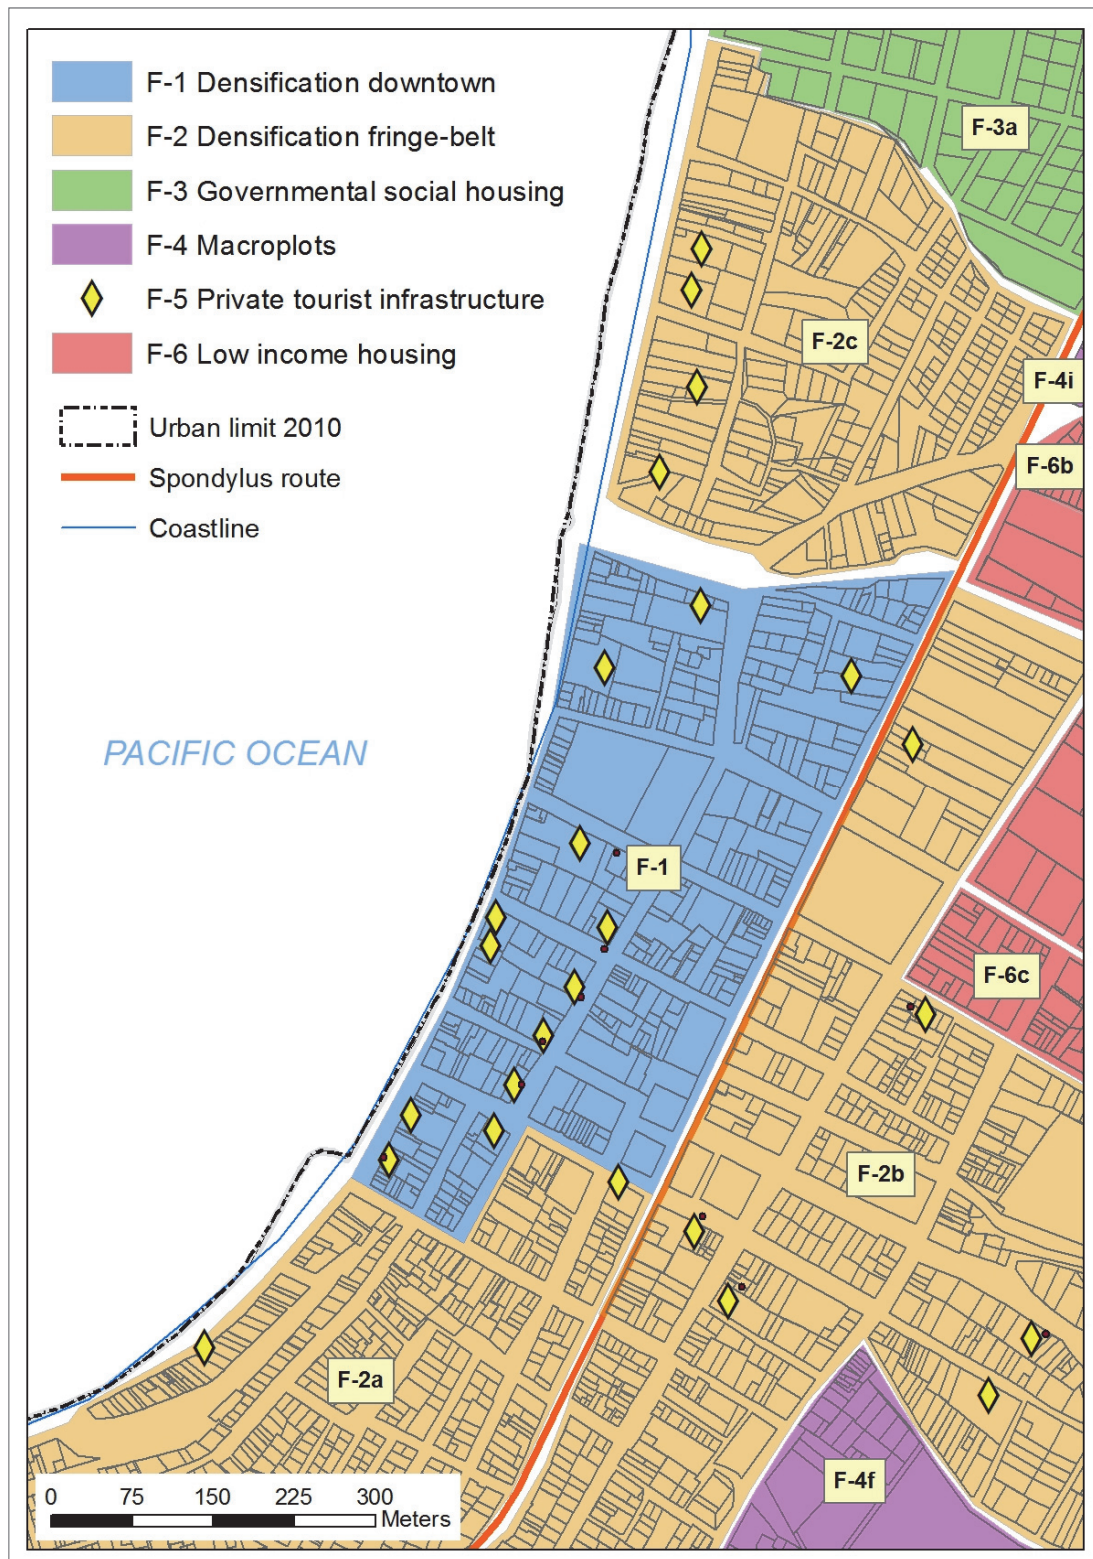 F-1 Densification downtown
F-2 Densification fringe-belt
F-3 Governmental social housing
F-4 Macroplots
F-5 Private tourist infrastructure
F-6 Low income housing
Urban limit 2010
Spondylus route
Coastline
F-3a
F-2c
F-4i
F-6b
PACIFIC OCEAN
F-1
F-6c
F-2b
F-2a
F-4f
0 75 150 225 300
Meters